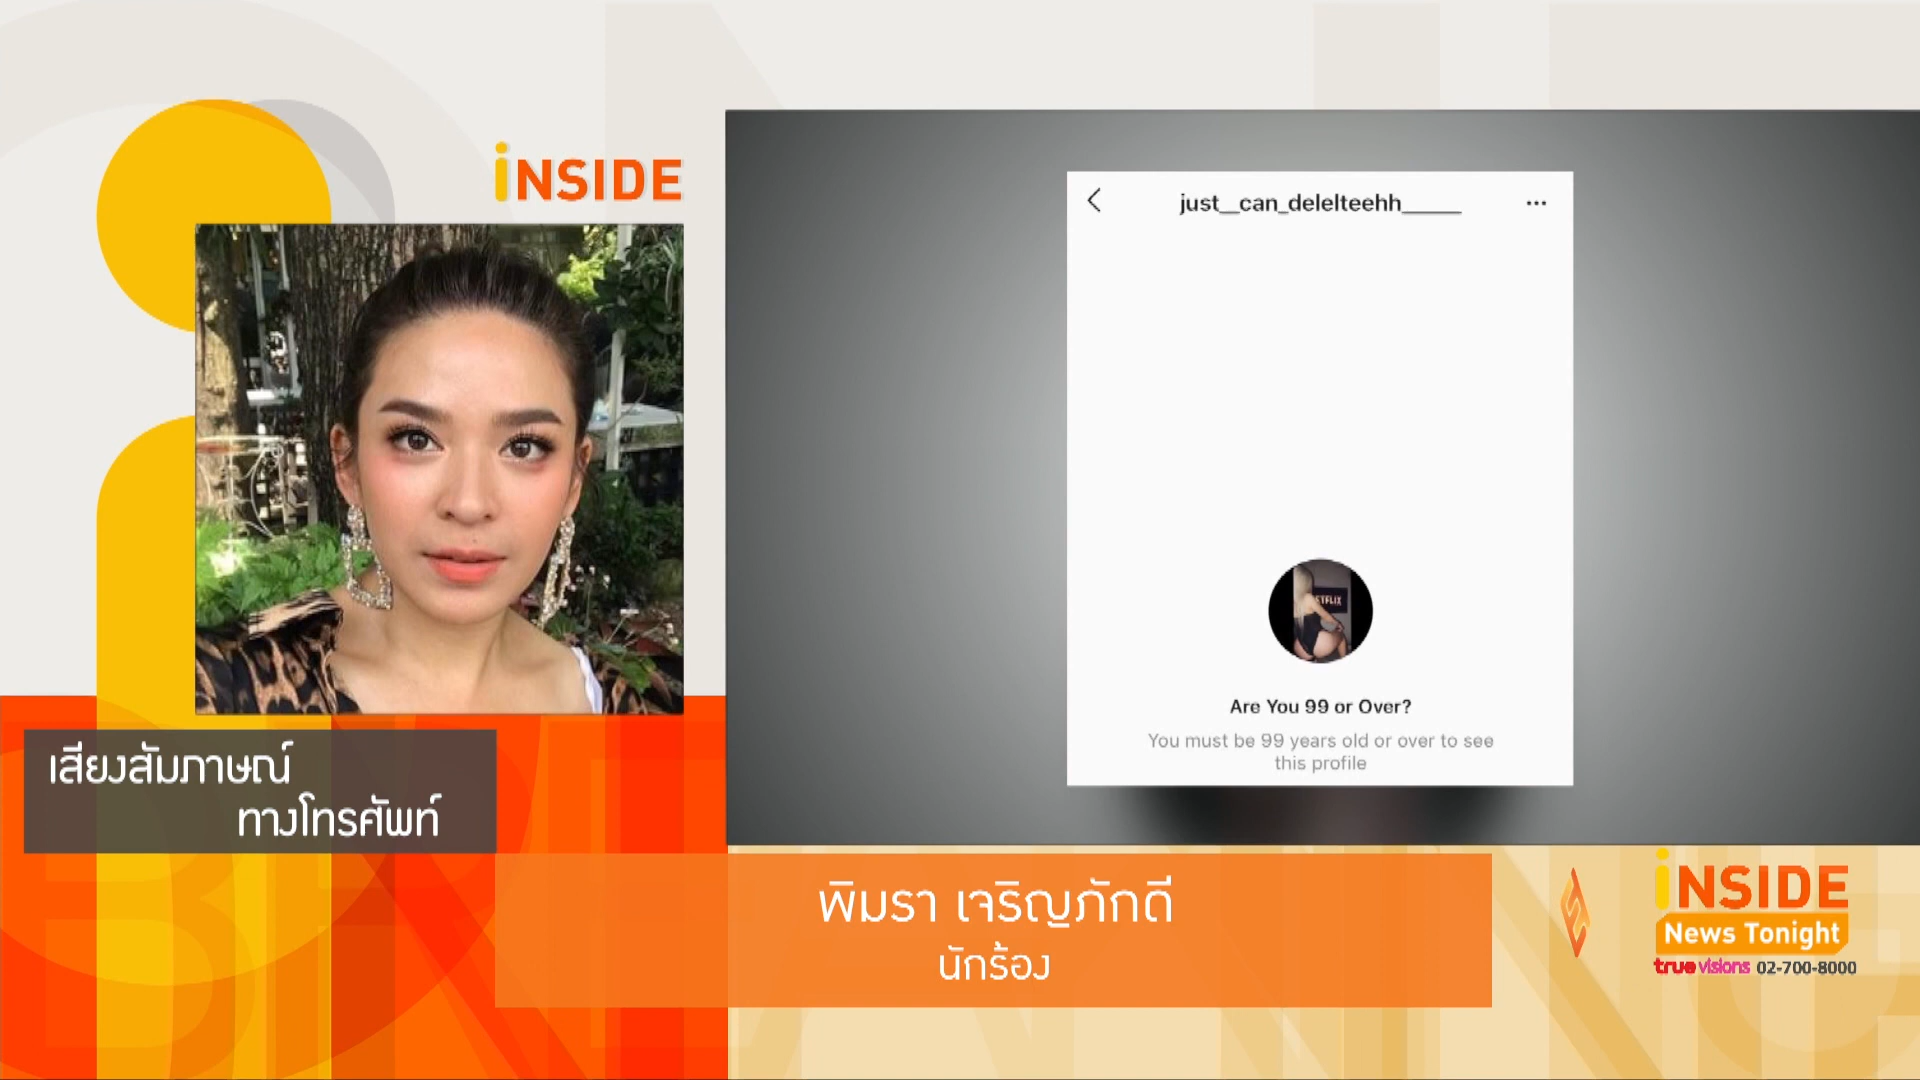 iNSIDE
just__can_delelteehh______
Are You 99 or Over?
You must be 99 years old or over to see
this profile
เสียงสัมภาษณ์
ทางโทรศัพท์
พิมรา เจริญภักดี
นักร้อง
iNSIDE
News Tonight
truevisions 02-700-8000